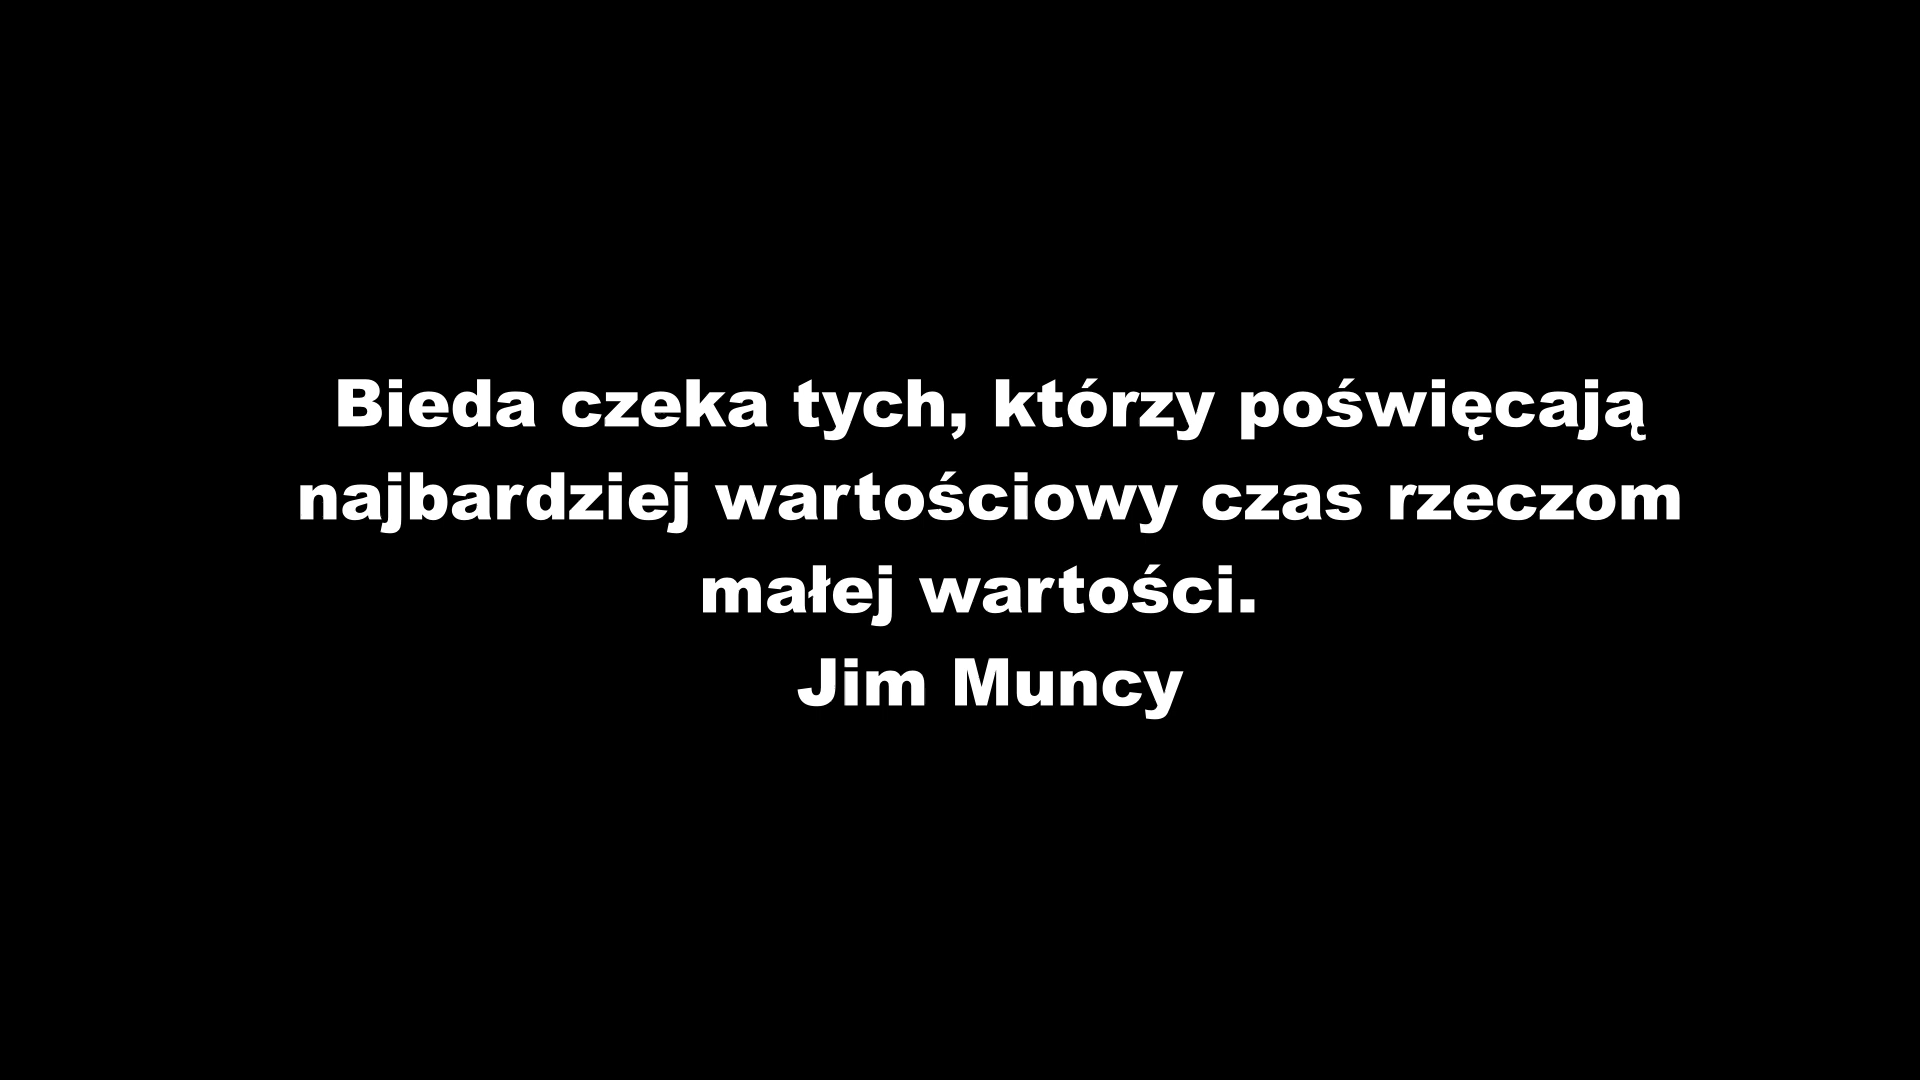 Bieda czeka tych, którzy poświęcają
najbardziej wartościowy czas rzeczom
małej wartości.
Jim Muncy